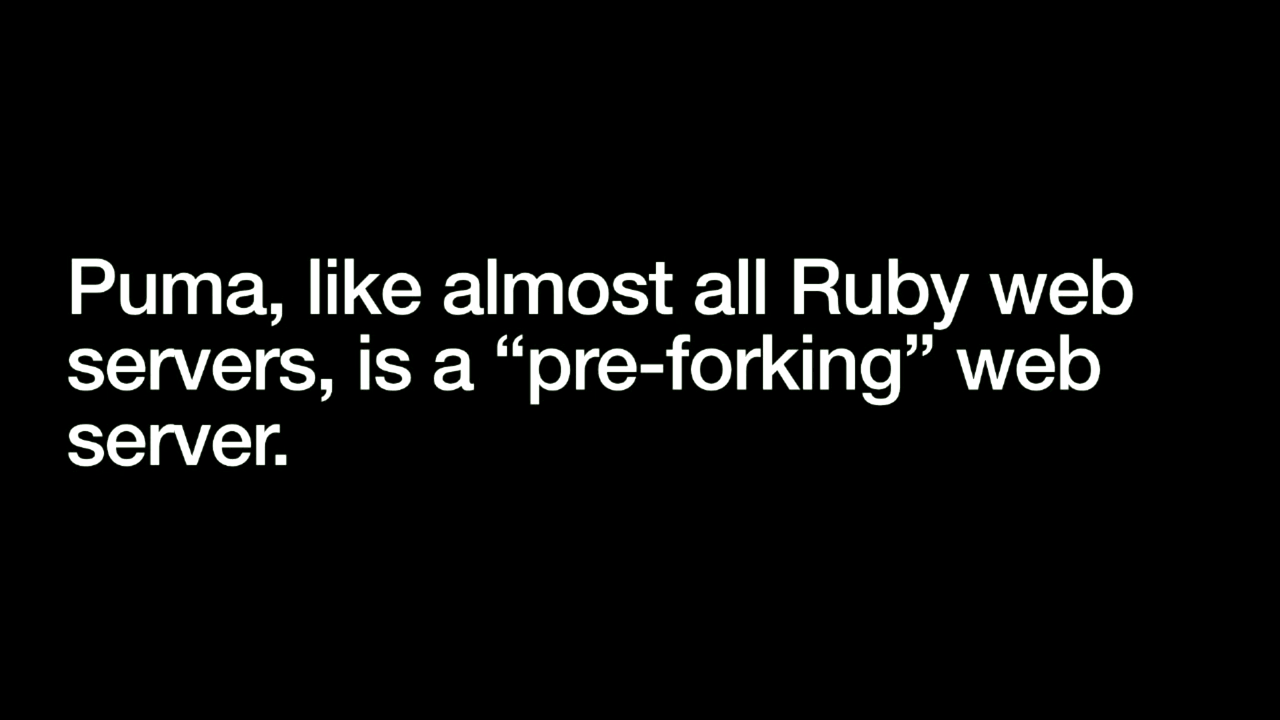 Puma, like almost all Ruby web
servers, is a “pre-forking” web
server.